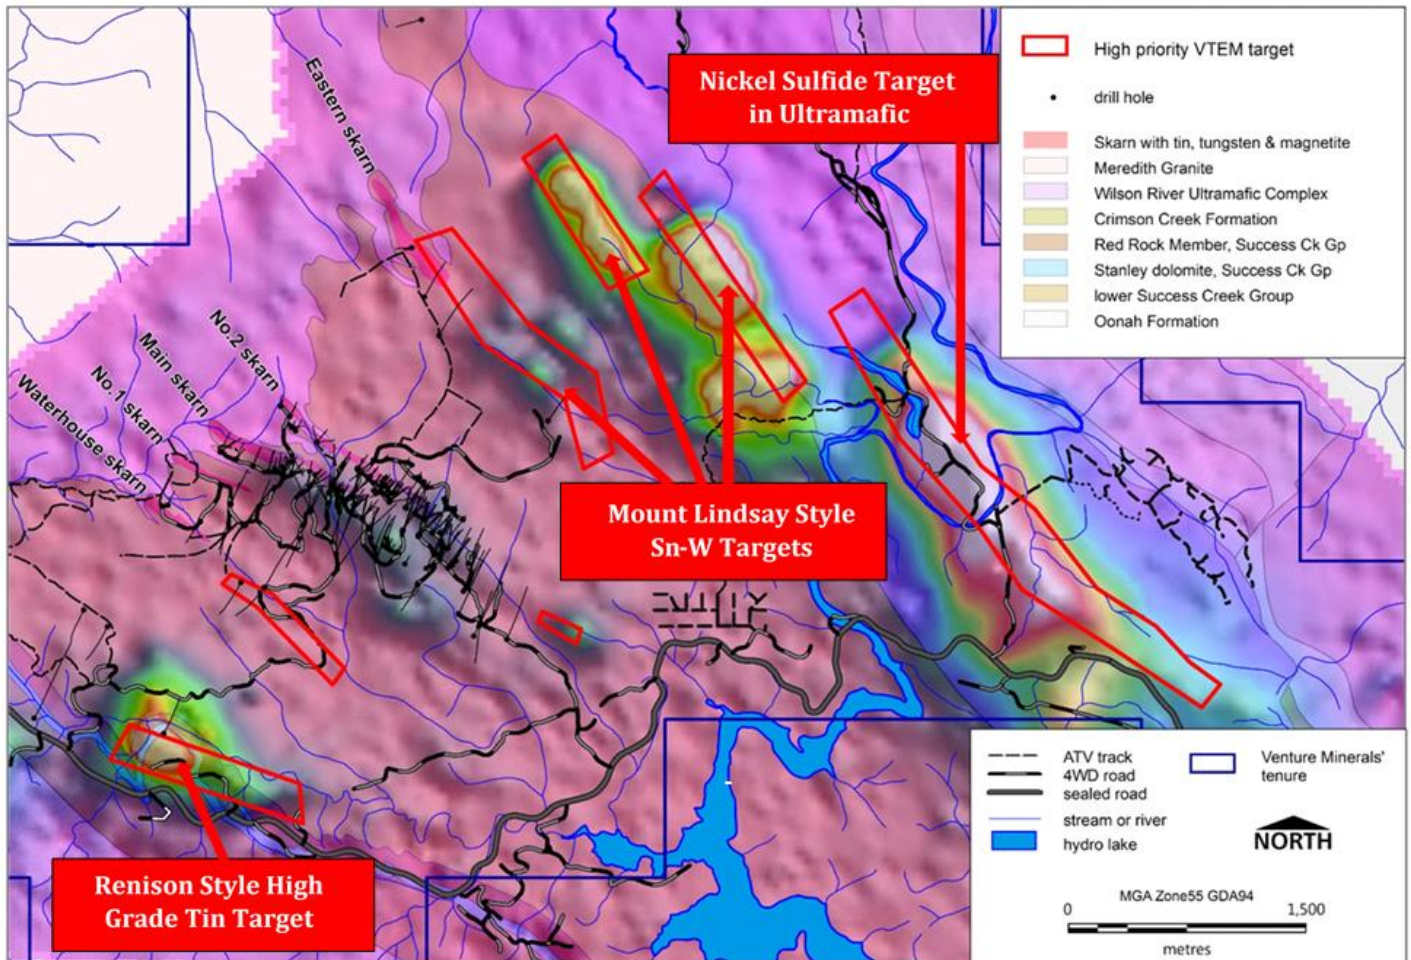 Nickel Sulfide Target
in Ultramafic
Eastern skarn
No.2 skarn
Main skarn
No.1 skarn
Waterhouse skarn
Mount Lindsay Style
Sn-W Targets
Renison Style High
Grade Tin Target
High priority VTEM target
drill hole
Skarn with tin, tungsten & magnetite
Meredith Granite
Wilson River Ultramafic Complex
Crimson Creek Formation
Red Rock Member, Success Ck Gp
Stanley dolomite, Success Ck Gp
lower Success Creek Group
Oonah Formation
ATV track
4WD road
sealed road
stream or river
hydro lake
Venture Minerals'
tenure
NORTH
MGA Zone55 GDA94
0 1,500
metres